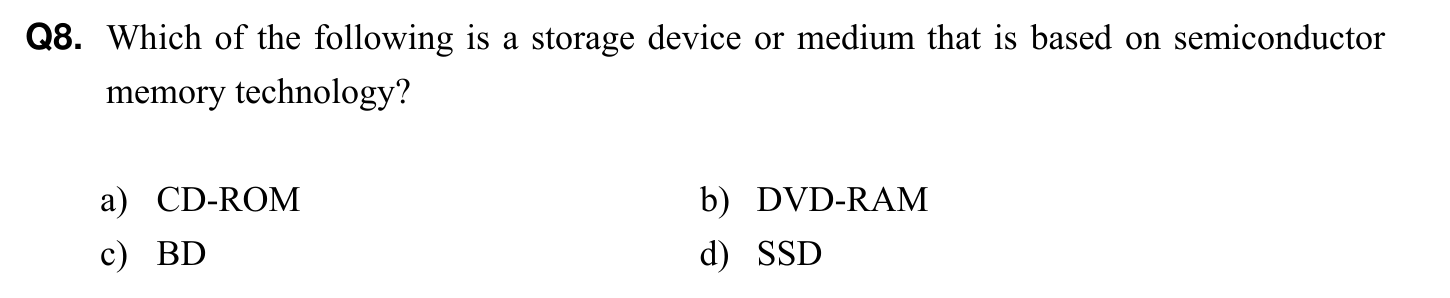 Q8. Which of the following is a storage device or medium that is based on semiconductor
memory technology?
a) CD-ROM b) DVD-RAM
c) BD d) SSD